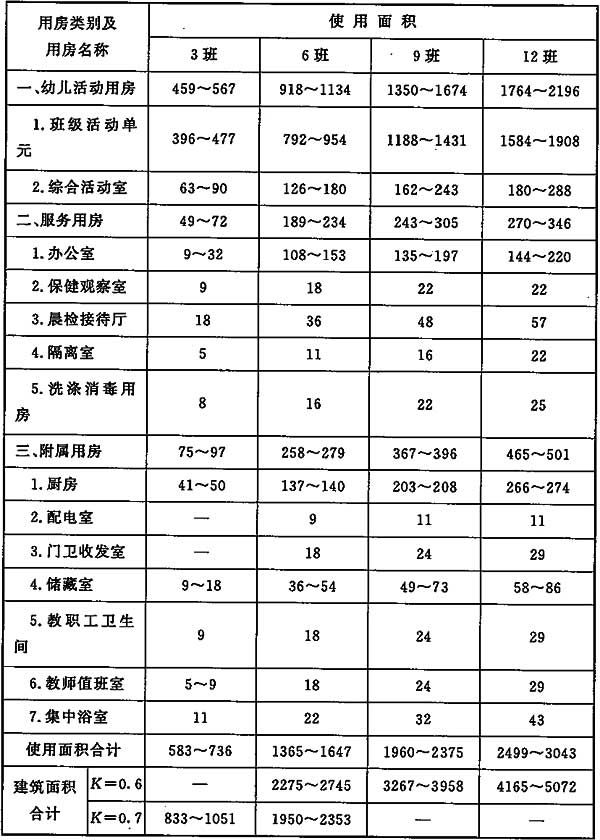 用房类别及 使用面积
用房名称 3班 6班 9班 12班
一、幼儿活动用房 459～567 918～1134 1350～1674 1764～2196
1.班级活动单
元 396～477 792～954 1188～1431 1584～1908
2.综合活动室 63～90 126～180 162～243 180～288
二、服务用房 49～72 189～234 243～305 270～346
1.办公室 9～32 108～153 135～197 144～220
2.保健观察室 9 18 22 22
3.晨检接待厅 18 36 48 57
4.隔离室 5 11 16 22
5.洗涤消毒用
房 8 16 22 25
三、附属用房 75～97 258～279 367～396 465～501
1.厨房 41～50 137～140 203～208 266～274
2.配电室 — 9 11 11
3.门卫收发室 — 18 24 29
4.储藏室 9～18 36～54 49～73 58～86
5.教职工卫生
间 9 18 24 29
6.教师值班室 5～9 18 24 29
7.集中浴室 11 22 32 43
使用面积合计 583～736 1365～1647 1960～2375 2499～3043
建筑面积 K=0.6 — 2275～2745 3267～3958 4165～5072
合计 K=0.7 833～1051 1950～2353 — —